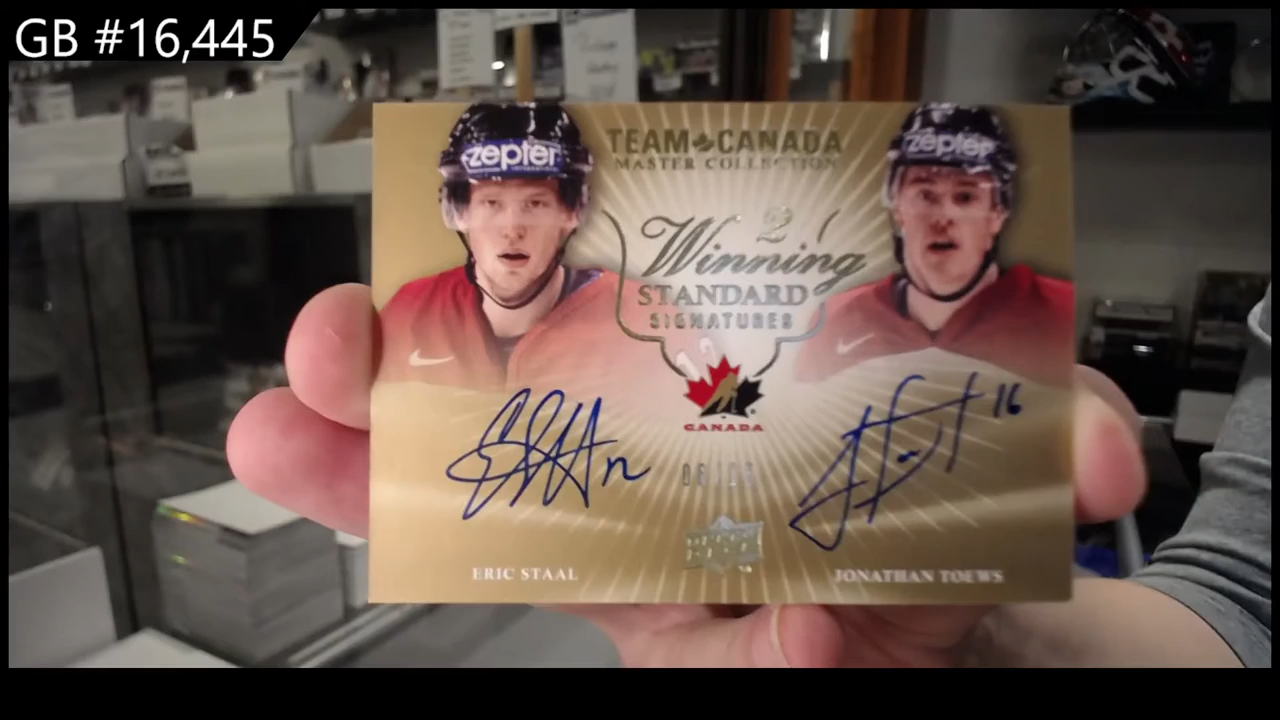 GB #16,445
zepter
zepter
TEAM CANADA
MASTER COLLECTION
2
Winning
STANDARD
SIGNATURES
CANADA
12
16
ERIC STAAL
JONATHAN TOEWS